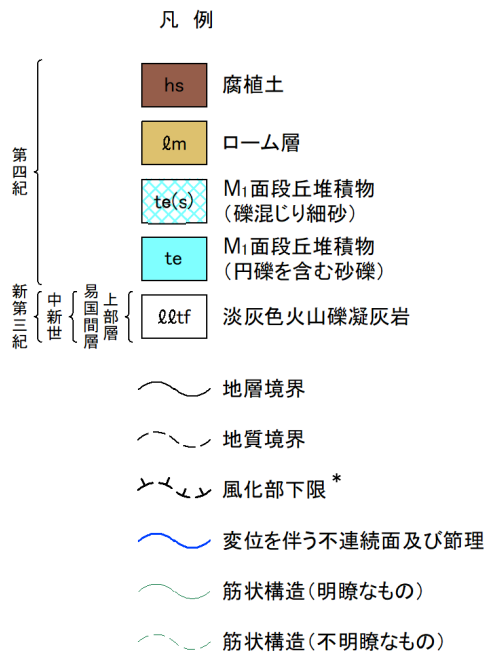 凡 例
第四紀
hs 腐植土
ℓm ローム層
te(s) M₁面段丘堆積物
(礫混じり細砂)
te M₁面段丘堆積物
(円礫を含む砂礫)
新第三紀 中新世 易国間層 上部層
ℓℓtf 淡灰色火山礫凝灰岩
地層境界
地質境界
風化部下限*
変位を伴う不連続面及び節理
筋状構造(明瞭なもの)
筋状構造(不明瞭なもの)